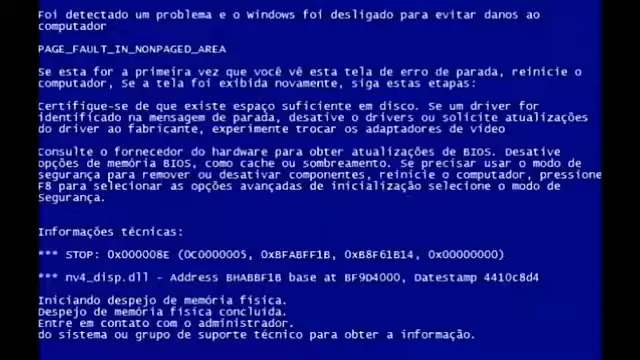 Foi detectado um problema e o Windows foi desligado para evitar danos ao
computador
PAGE_FAULT_IN_NONPAGED_AREA
Se esta for a primeira vez que você vê esta tela de erro de parada, reinicie o
computador, Se a tela foi exibida novamente, siga estas etapas:
Certifique-se de que existe espaço suficiente em disco. Se um driver for
identificado na mensagem de parada, desative o drivers ou solicite atualizações
do driver ao fabricante, experimente trocar os adaptadores de vídeo
Consulte o fornecedor do hardware para obter atualizações de BIOS. Desative
opções de memória BIOS, como cache ou sombreamento. Se precisar usar o modo de
segurança para remover ou desativar componentes, reinicie o computador, pressione
F8 para selecionar as opções avançadas de inicialização selecione o modo de
Segurança.
Informações técnicas:
*** STOP: 0x000008E (0C0000005, 0xBFABFF1B, 0xB8F61B14, 0x00000000)
*** nv4_disp.dll - Address BHABBF1B base at BF9D4000, Datestamp 4410c8d4
Iniciando despejo de memória física.
Despejo de memória física concluída.
Entre em contato com o administrador.
do sistema ou grupo de suporte técnico para obter a informação.